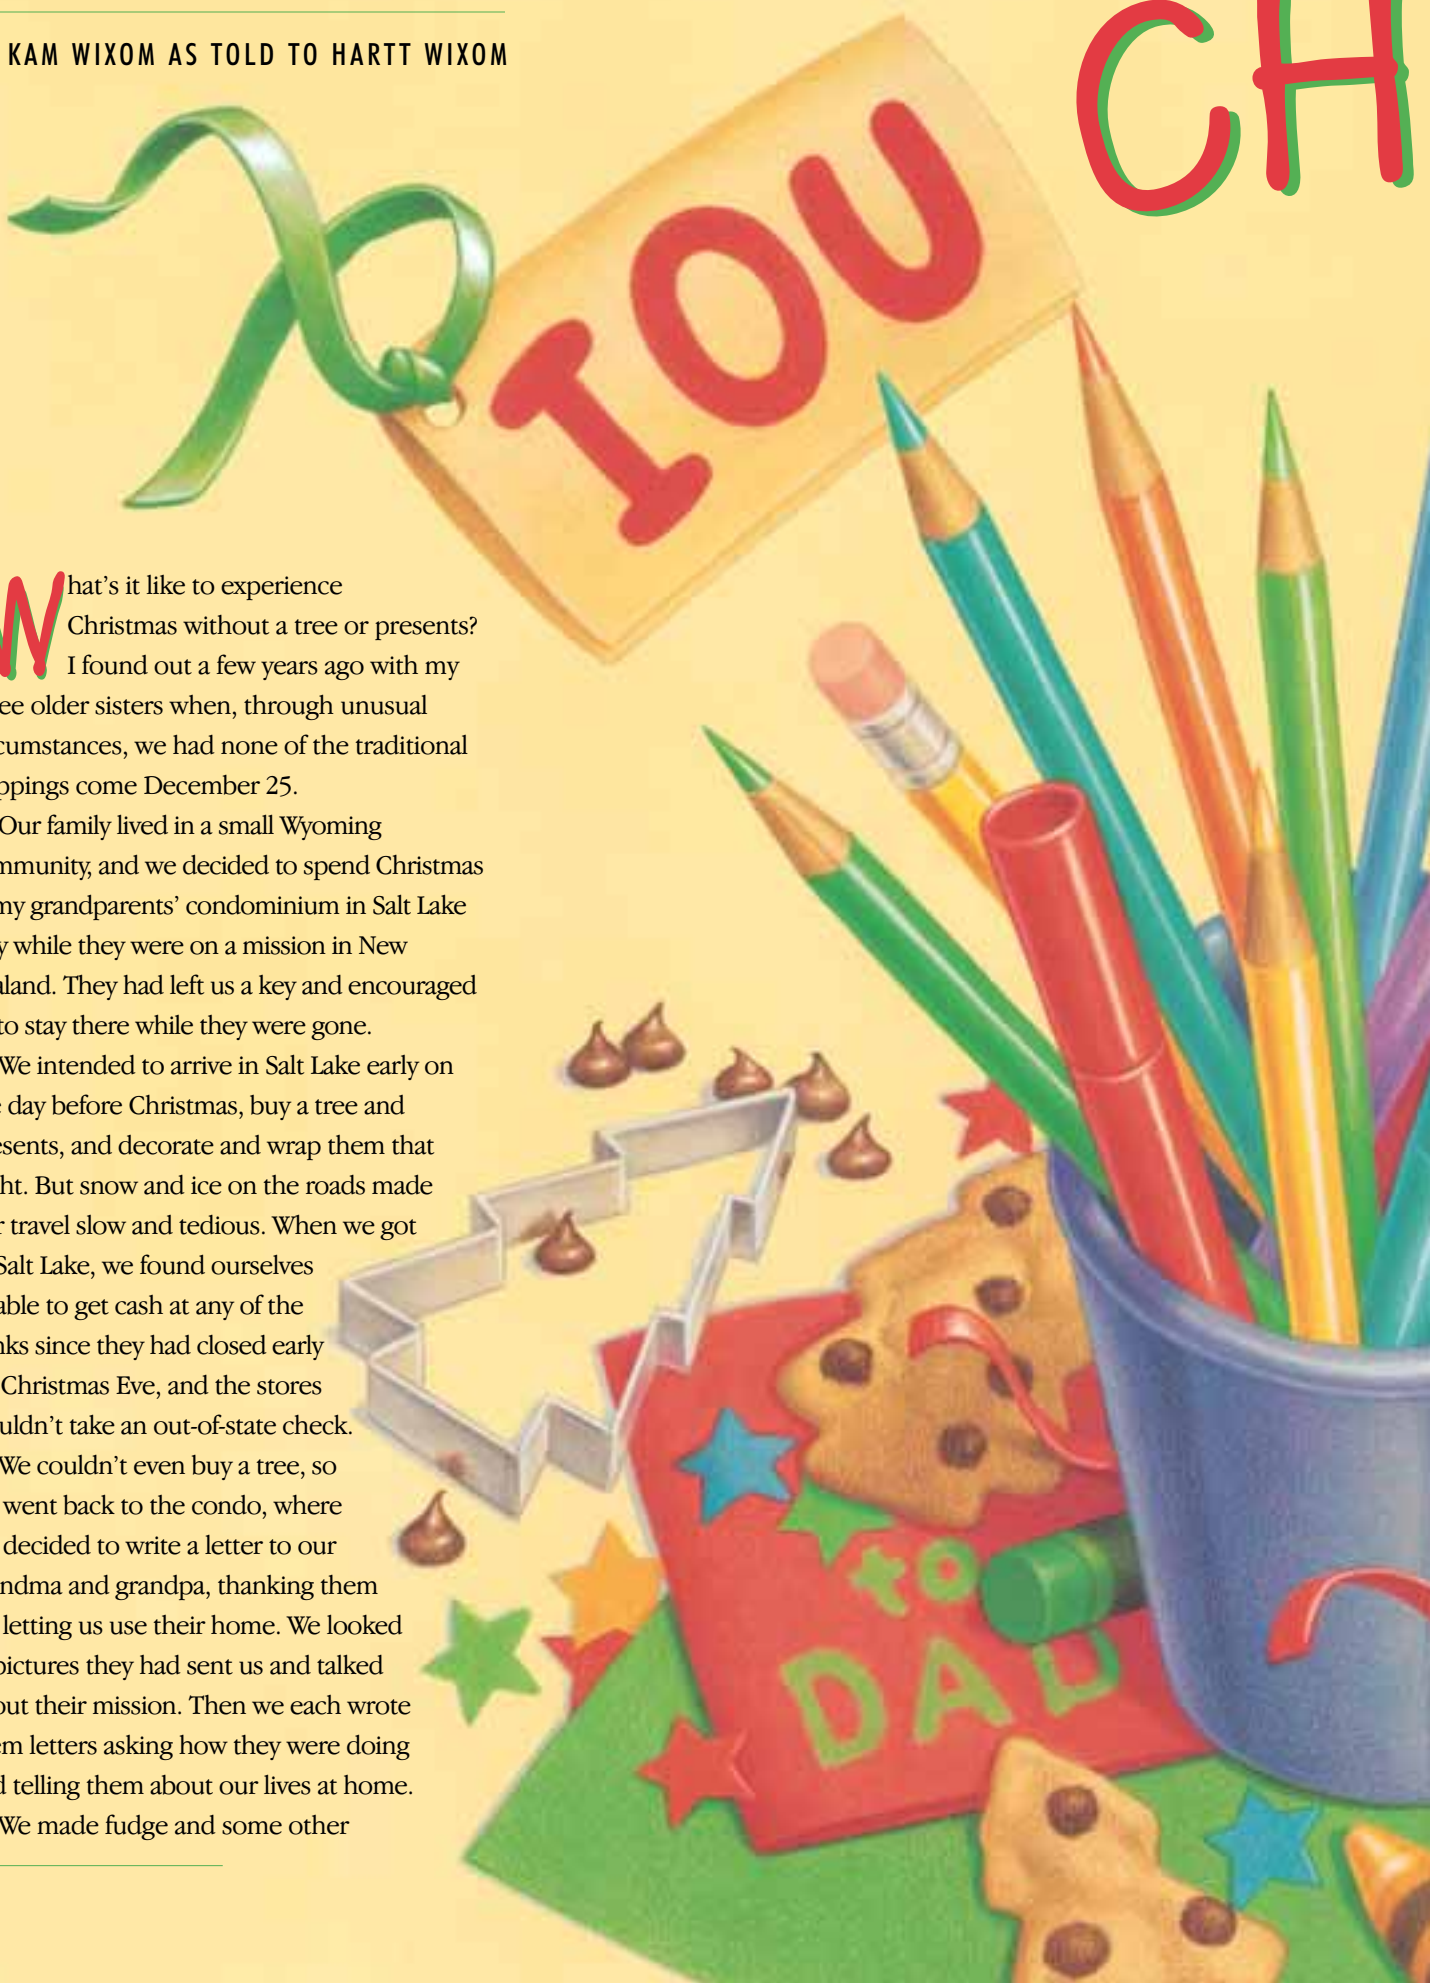 KAM WIXOM AS TOLD TO HARTT WIXOM
CH
IOU
What's it like to experience
Christmas without a tree or presents?
I found out a few years ago with my
ee older sisters when, through unusual
cumstances, we had none of the traditional
ppings come December 25.
Our family lived in a small Wyoming
mmunity, and we decided to spend Christmas
my grandparents' condominium in Salt Lake
y while they were on a mission in New
aland. They had left us a key and encouraged
to stay there while they were gone.
We intended to arrive in Salt Lake early on
e day before Christmas, buy a tree and
esents, and decorate and wrap them that
ht. But snow and ice on the roads made
r travel slow and tedious. When we got
Salt Lake, we found ourselves
able to get cash at any of the
nks since they had closed early
Christmas Eve, and the stores
uldn't take an out-of-state check.
We couldn't even buy a tree, so
went back to the condo, where
decided to write a letter to our
ndma and grandpa, thanking them
letting us use their home. We looked
pictures they had sent us and talked
out their mission. Then we each wrote
em letters asking how they were doing
d telling them about our lives at home.
We made fudge and some other
to
DAD